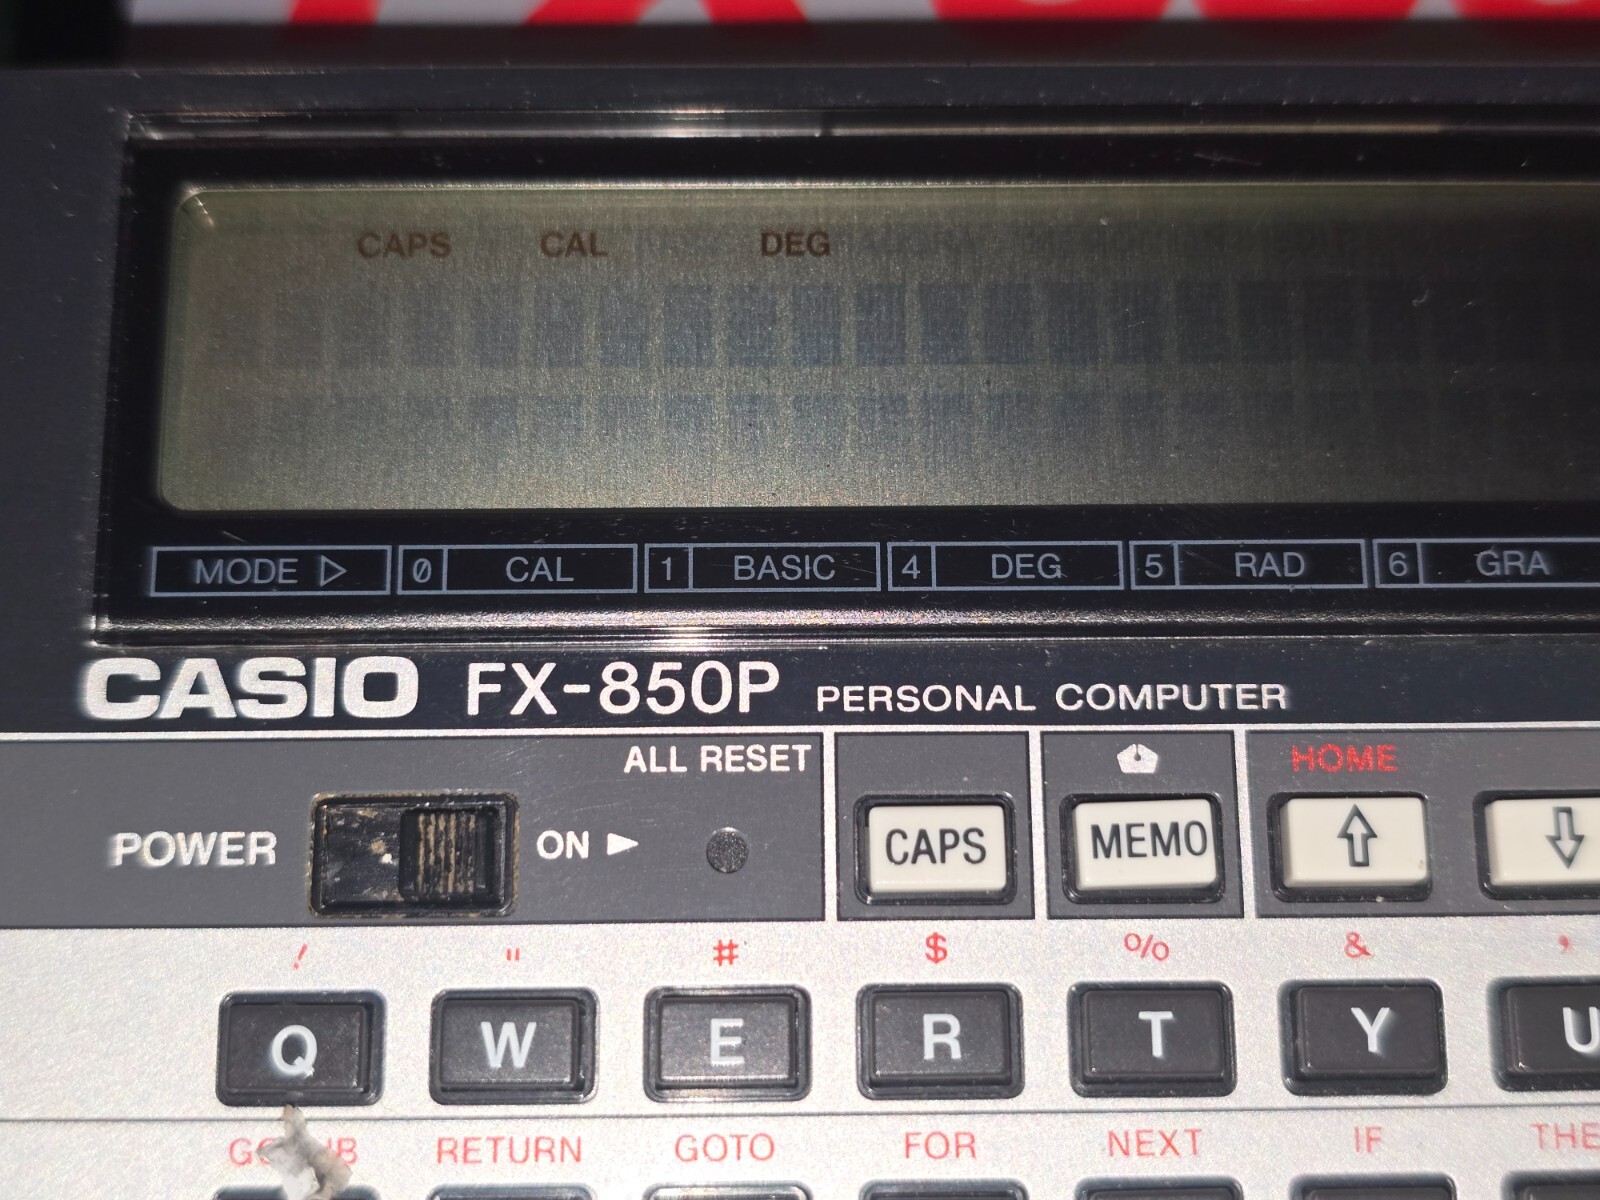 CAPS CAL DEG
MODE ▷ 0 CAL 1 BASIC 4 DEG 5 RAD 6 GRA
CASIO FX-850P PERSONAL COMPUTER
ALL RESET
HOME
POWER ON ▶ CAPS MEMO ⇧ ⇩
! " # $ % & '
Q W E R T Y U
RETURN GOTO FOR NEXT IF